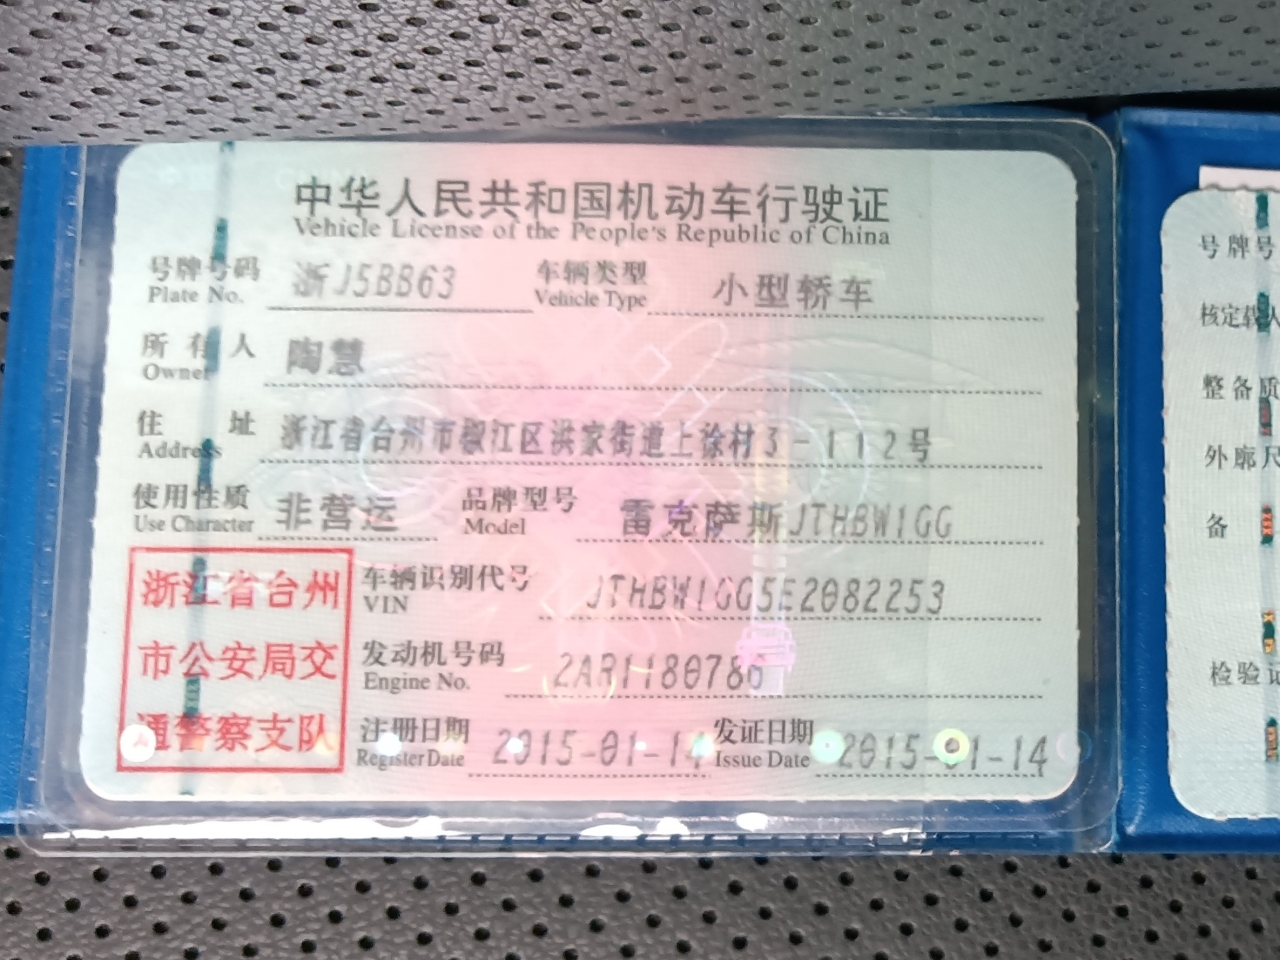 中华人民共和国机动车行驶证
Vehicle License of the People's Republic of China
号牌号码 浙J5BB63 车辆类型 小型轿车
Plate No. Vehicle Type
所有人 陶慧
Owner
住址 浙江省台州市椒江区洪家街道上徐村3-112号
Address
使用性质 非营运 品牌型号 雷克萨斯JTHBW1GG
Use Character Model
浙江省台州
市公安局交
通警察支队
车辆识别代号 JTHBW1GG5E2082253
VIN
发动机号码 2AR1180786
Engine No.
注册日期 2015-01-14 发证日期 2015-01-14
Register Date Issue Date
号牌号
核定载人
整备质
外廓尺
备
检验记